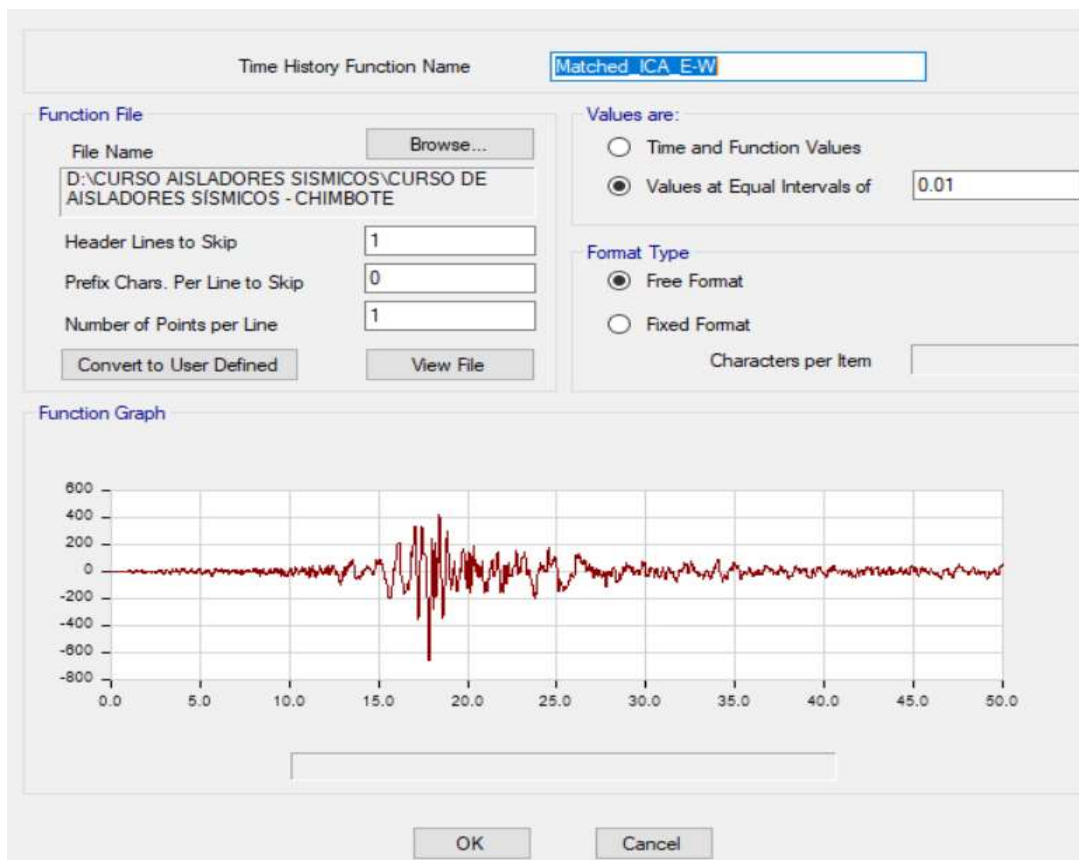 Time History Function Name Matched_ICA_E-W
Function File
File Name Browse...
D:\CURSO AISLADORES SISMICOS\CURSO DE
AISLADORES SÍSMICOS - CHIMBOTE
Header Lines to Skip 1
Prefix Chars. Per Line to Skip 0
Number of Points per Line 1
Convert to User Defined View File
Values are:
Time and Function Values
Values at Equal Intervals of 0.01
Format Type
Free Format
Fixed Format
Characters per Item
Function Graph
600
400
200
0
-200
-400
-600
-800
0.0 5.0 10.0 15.0 20.0 25.0 30.0 35.0 40.0 45.0 50.0
OK Cancel